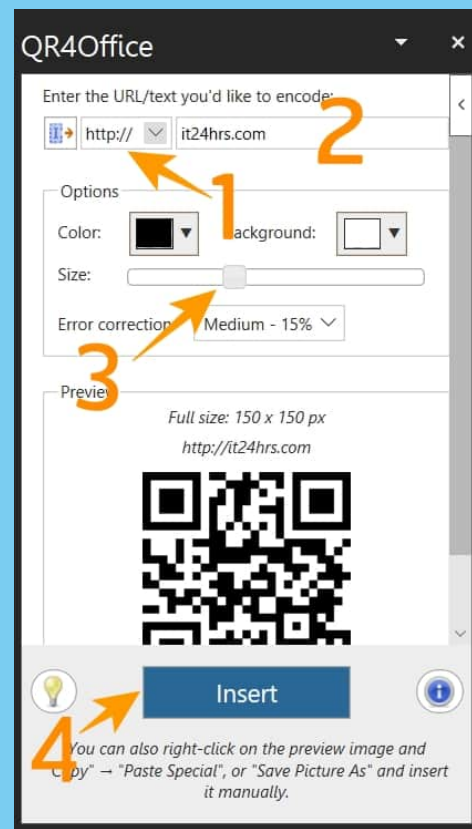 QR4Office
Enter the URL/text you'd like to encode:
http:// it24hrs.com
2
1
Options
Color: Background:
Size:
3
Error correction: Medium - 15%
Preview
Full size: 150 x 150 px
http://it24hrs.com
Insert
4
You can also right-click on the preview image and
"Copy" → "Paste Special", or "Save Picture As" and insert
it manually.